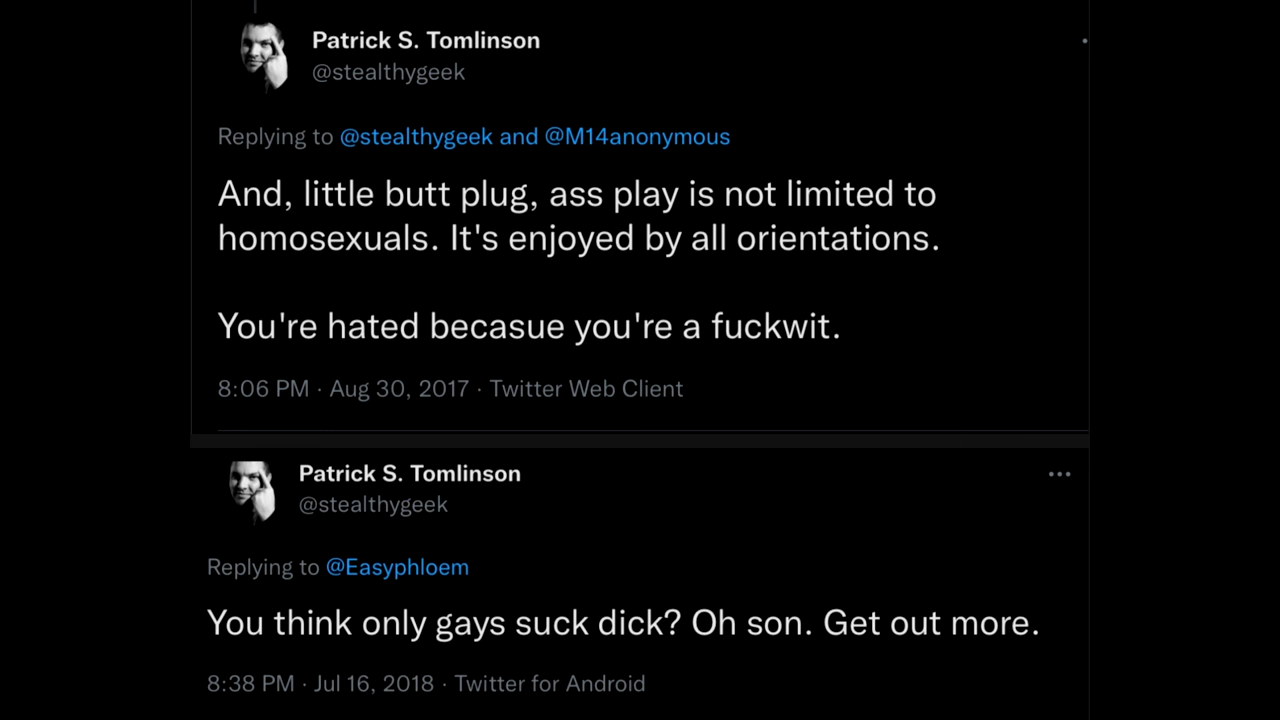 Patrick S. Tomlinson
@stealthygeek
Replying to @stealthygeek and @M14anonymous
And, little butt plug, ass play is not limited to
homosexuals. It's enjoyed by all orientations.
You're hated becasue you're a fuckwit.
8:06 PM · Aug 30, 2017 · Twitter Web Client
Patrick S. Tomlinson
@stealthygeek
Replying to @Easyphloem
You think only gays suck dick? Oh son. Get out more.
8:38 PM · Jul 16, 2018 · Twitter for Android